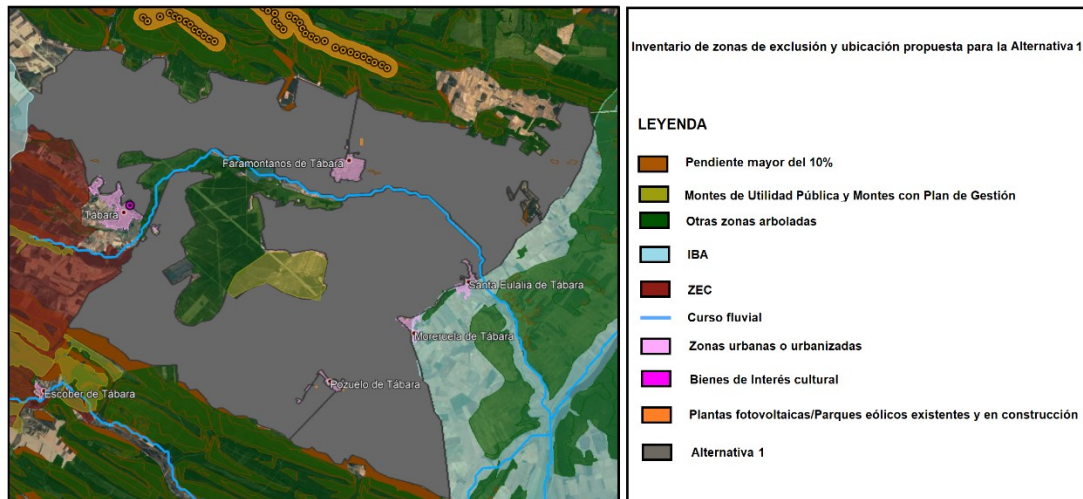 Faramontanos de Tábara
Tábara
Santa Eulalia de Tábara
Moreruela de Tábara
Pozuelo de Tábara
Escober de Tábara
Inventario de zonas de exclusión y ubicación propuesta para la Alternativa 1
LEYENDA
Pendiente mayor del 10%
Montes de Utilidad Pública y Montes con Plan de Gestión
Otras zonas arboladas
IBA
ZEC
Curso fluvial
Zonas urbanas o urbanizadas
Bienes de Interés cultural
Plantas fotovoltaicas/Parques eólicos existentes y en construcción
Alternativa 1